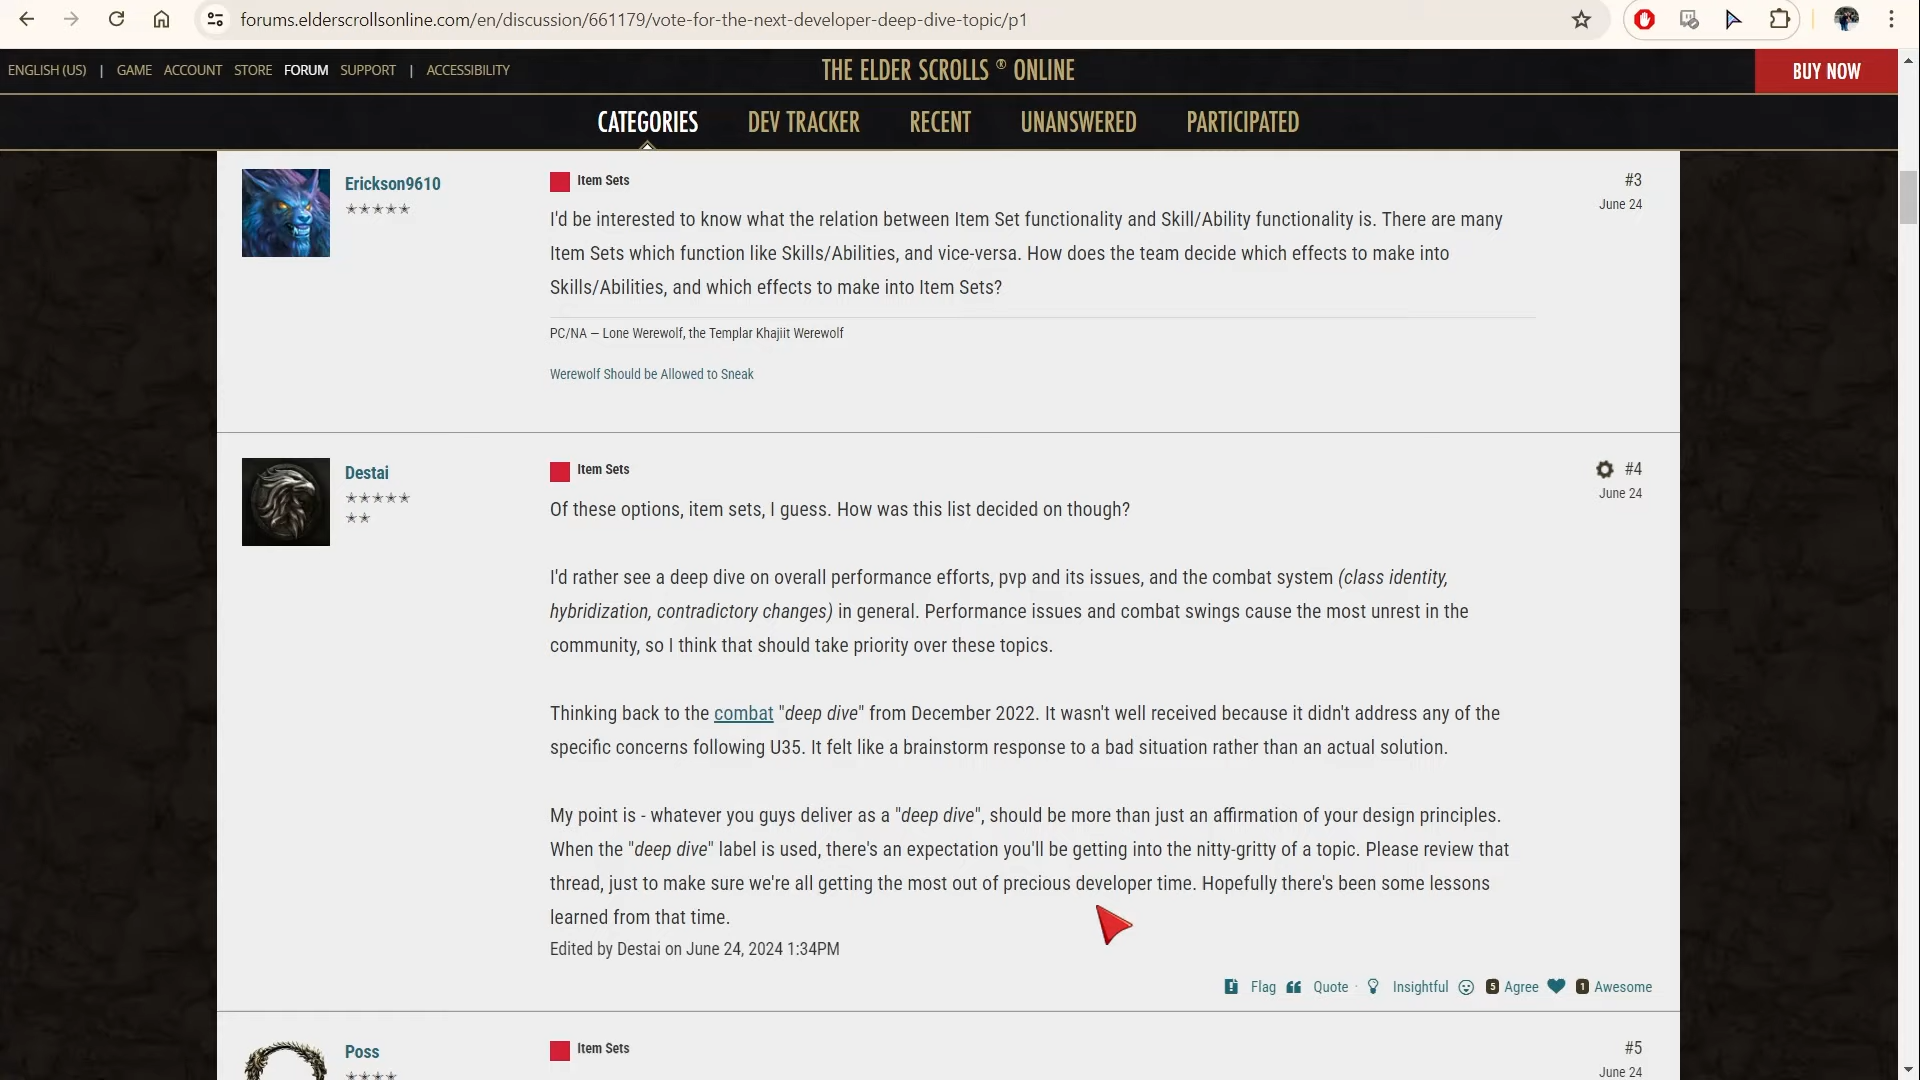 forums.elderscrollsonline.com/en/discussion/661179/vote-for-the-next-developer-deep-dive-topic/p1
ENGLISH (US) | GAME ACCOUNT STORE FORUM SUPPORT | ACCESSIBILITY
THE ELDER SCROLLS ® ONLINE
BUY NOW
CATEGORIES DEV TRACKER RECENT UNANSWERED PARTICIPATED
Erickson9610
Item Sets
#3
June 24
I'd be interested to know what the relation between Item Set functionality and Skill/Ability functionality is. There are many
Item Sets which function like Skills/Abilities, and vice-versa. How does the team decide which effects to make into
Skills/Abilities, and which effects to make into Item Sets?
PC/NA — Lone Werewolf, the Templar Khajiit Werewolf
Werewolf Should be Allowed to Sneak
Destai
Item Sets
#4
June 24
Of these options, item sets, I guess. How was this list decided on though?
I'd rather see a deep dive on overall performance efforts, pvp and its issues, and the combat system (class identity,
hybridization, contradictory changes) in general. Performance issues and combat swings cause the most unrest in the
community, so I think that should take priority over these topics.
Thinking back to the combat "deep dive" from December 2022. It wasn't well received because it didn't address any of the
specific concerns following U35. It felt like a brainstorm response to a bad situation rather than an actual solution.
My point is - whatever you guys deliver as a "deep dive", should be more than just an affirmation of your design principles.
When the "deep dive" label is used, there's an expectation you'll be getting into the nitty-gritty of a topic. Please review that
thread, just to make sure we're all getting the most out of precious developer time. Hopefully there's been some lessons
learned from that time.
Edited by Destai on June 24, 2024 1:34PM
Flag Quote · Insightful 5 Agree 1 Awesome
Poss
Item Sets
#5
June 24